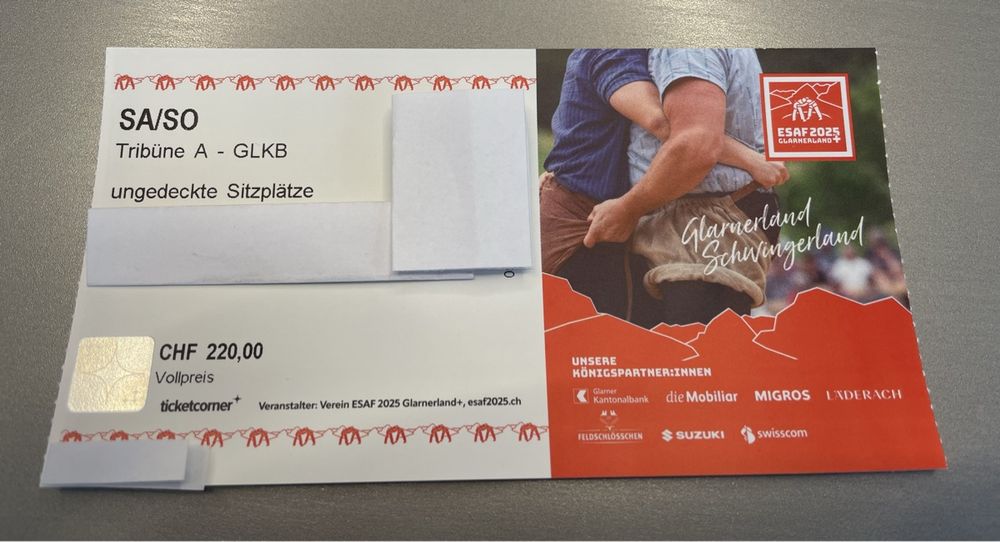 SA/SO
Tribüne A - GLKB
ungedeckte Sitzplätze
CHF 220,00
Vollpreis
ticketcorner
Veranstalter: Verein ESAF 2025 Glarnerland+, esaf2025.ch
ESAF 2025
GLARNERLAND+
Glarnerland
Schwingerland
UNSERE
KÖNIGSPARTNER:INNEN
Glarner
Kantonalbank
die Mobiliar
MIGROS
LÄDERACH
FELDSCHLÖSSCHEN
SUZUKI
swisscom